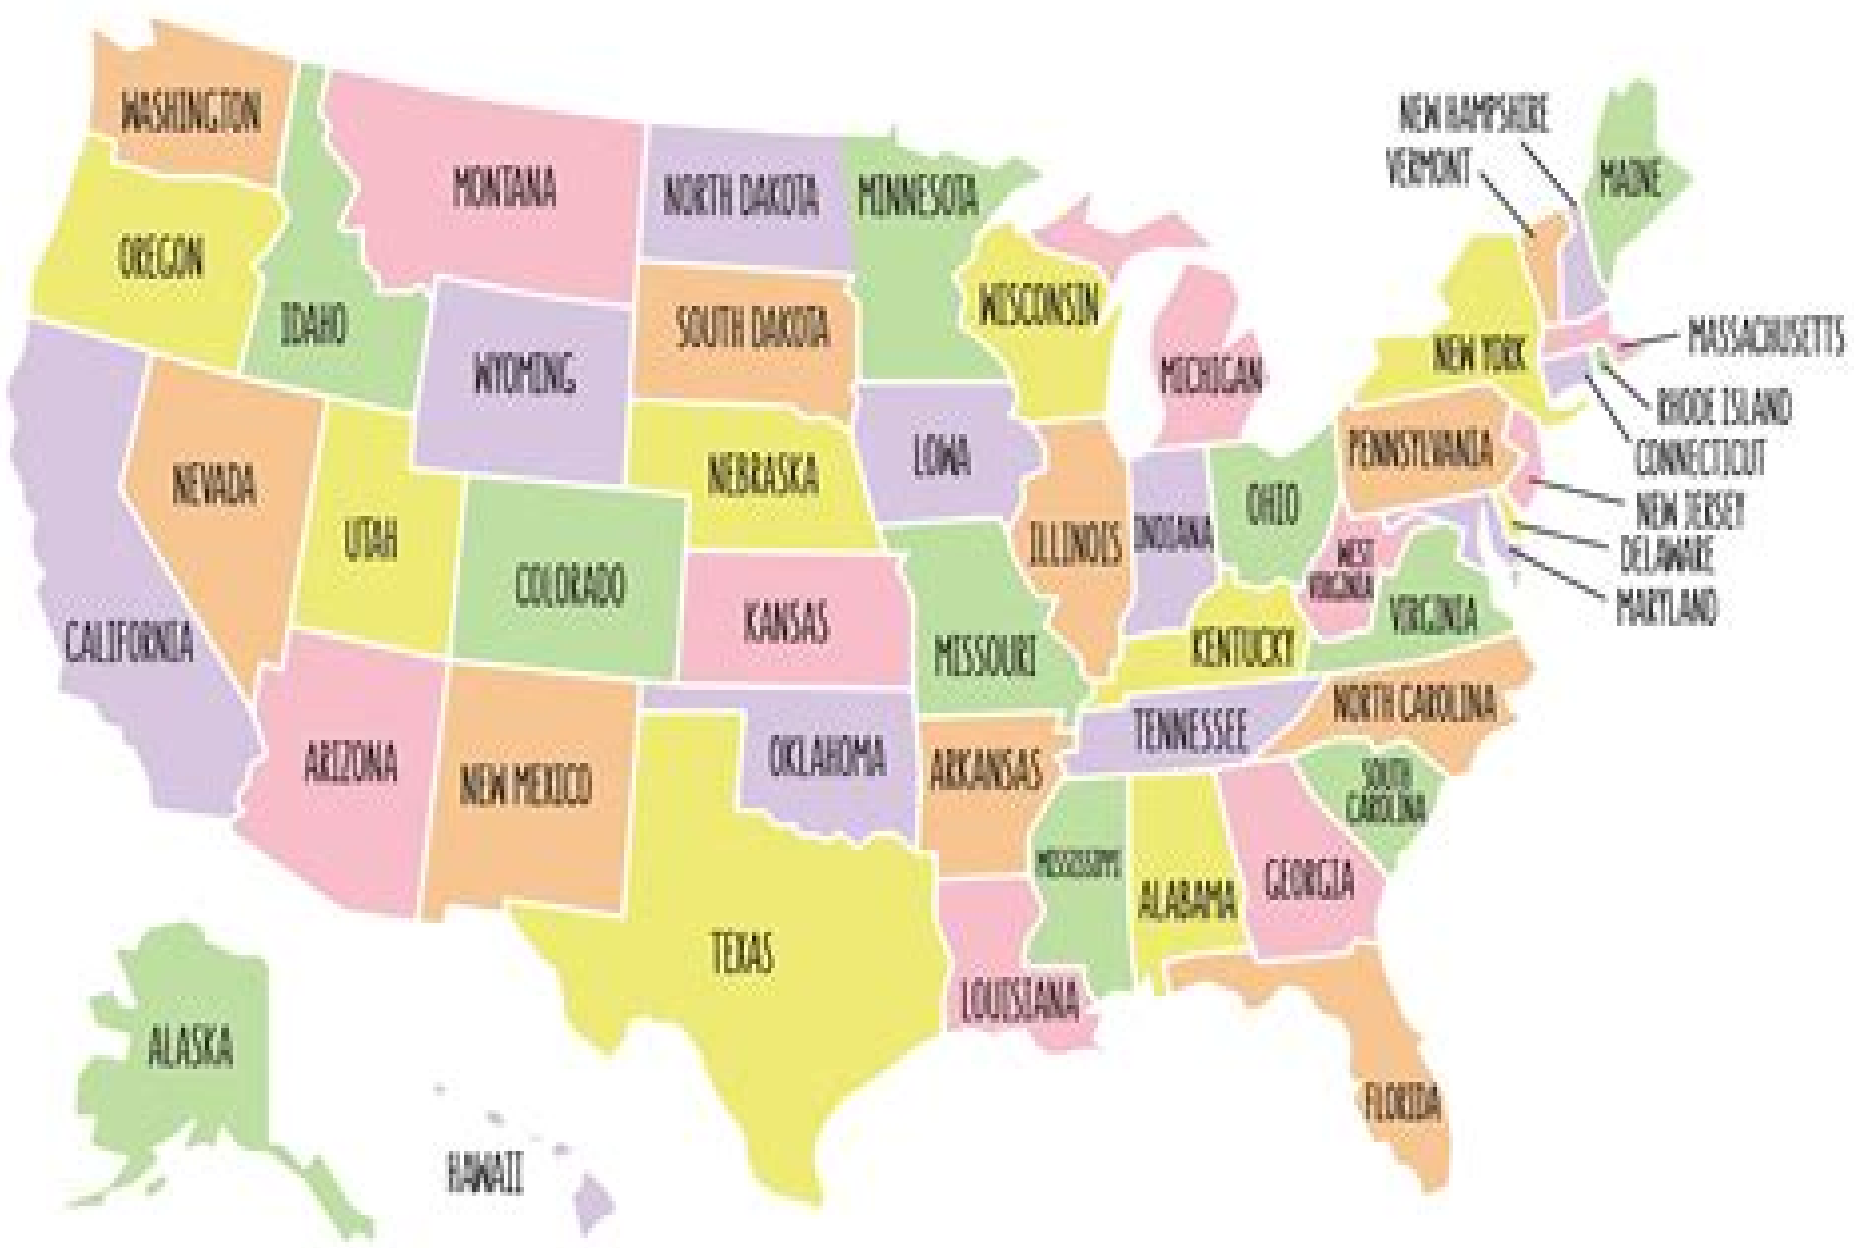 WASHINGTON
OREGON
IDAHO
MONTANA
WYOMING
NORTH DAKOTA
SOUTH DAKOTA
MINNESOTA
WISCONSIN
MICHIGAN
NEW HAMPSHIRE
VERMONT
MAINE
NEW YORK
MASSACHUSETTS
RHODE ISLAND
CONNECTICUT
NEW JERSEY
DELAWARE
MARYLAND
PENNSYLVANIA
NEVADA
UTAH
COLORADO
NEBRASKA
LOWA
ILLINOIS
INDIANA
OHIO
WEST
VIRGINIA
VIRGINIA
CALIFORNIA
KANSAS
MISSOURI
KENTUCKY
ARIZONA
NEW MEXICO
OKLAHOMA
ARKANSAS
TENNESSEE
NORTH CAROLINA
SOUTH
CAROLINA
MISSISSIPPI
ALABAMA
GEORGIA
TEXAS
LOUISIANA
FLORIDA
ALASKA
HAWAII